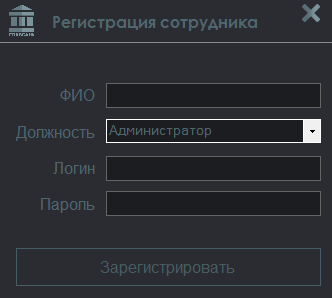 Регистрация сотрудника
ФИО
Должность Администратор
Логин
Пароль
Зарегистрировать